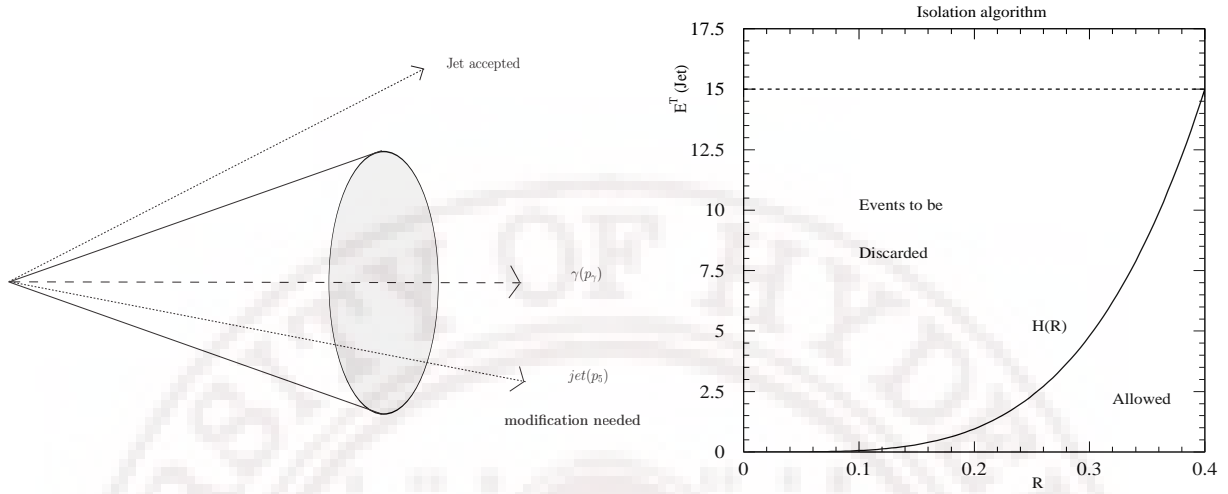 Jet accepted
γ(p_γ)
jet(p_5)
modification needed
Isolation algorithm
E^T (Jet)
17.5
15
12.5
10
7.5
5
2.5
0
Events to be
Discarded
H(R)
Allowed
0 0.1 0.2 0.3 0.4
R